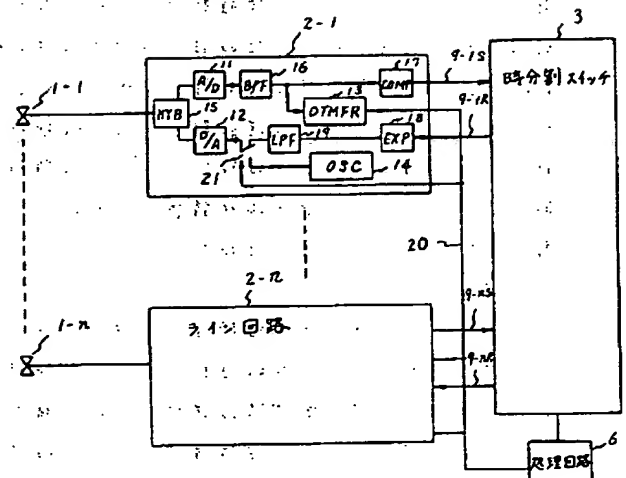 2-1
3
11
16
17
9-1S
時分割スイッチ
A/D
BPF
COMP
1-1
13
HYB
15
DTMFR
9-1R
12
19
18
D/A
LPF
EXP
21
OSC
14
20
2-n
9-nS
ライン回路
1-n
9-nR
6
処理回路